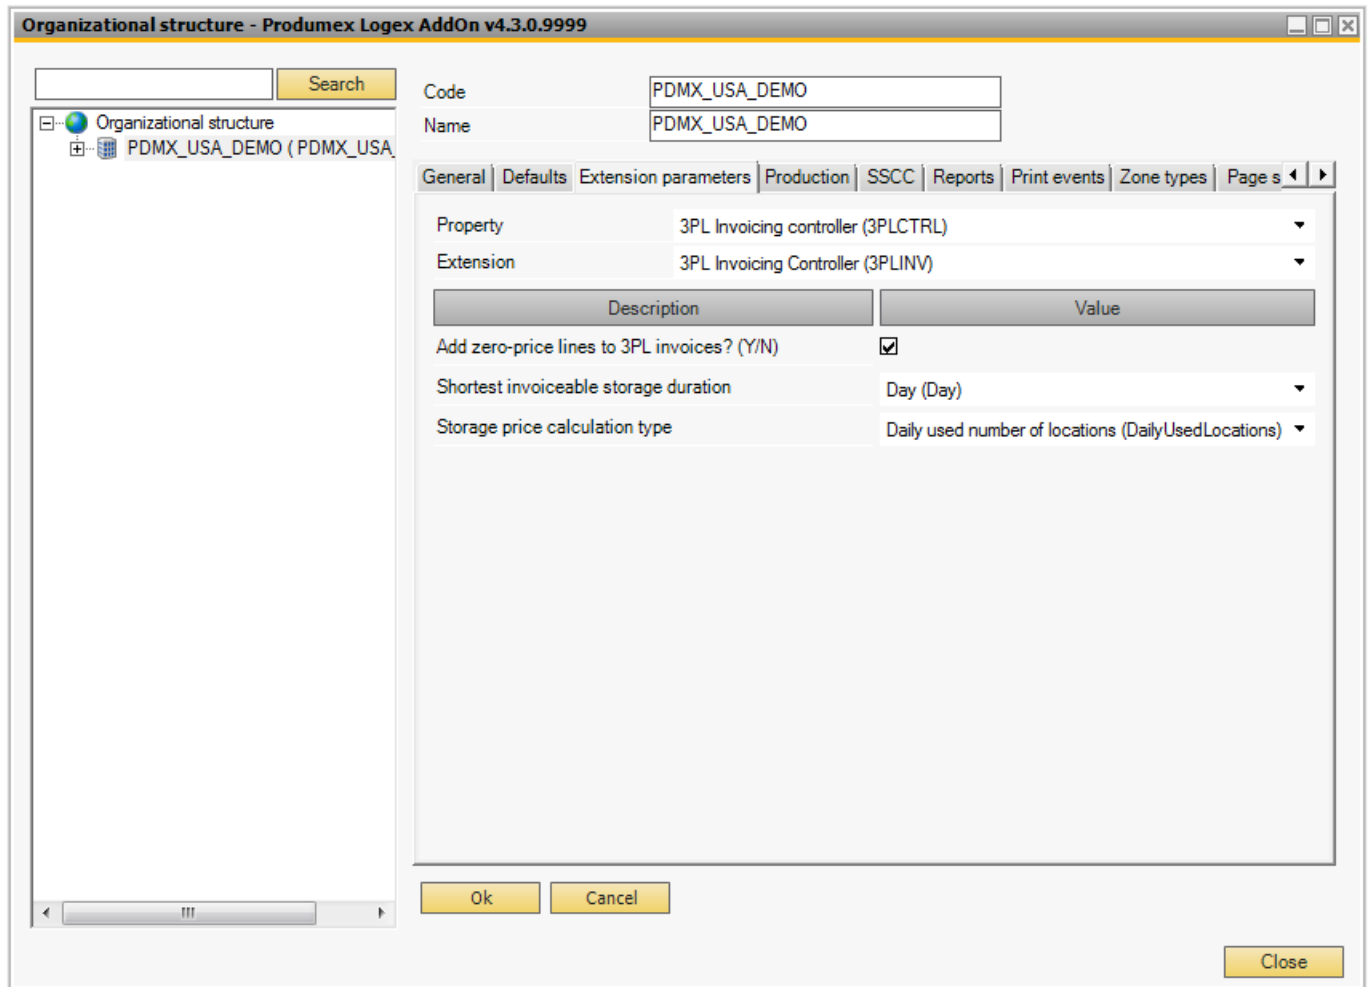 Organizational structure - Produmex Logex AddOn v4.3.0.9999
Search
Organizational structure
PDMX_USA_DEMO ( PDMX_USA_
Code PDMX_USA_DEMO
Name PDMX_USA_DEMO
General Defaults Extension parameters Production SSCC Reports Print events Zone types Page s
Property 3PL Invoicing controller (3PLCTRL)
Extension 3PL Invoicing Controller (3PLINV)
Description Value
Add zero-price lines to 3PL invoices? (Y/N)
Shortest invoiceable storage duration Day (Day)
Storage price calculation type Daily used number of locations (DailyUsedLocations)
Ok Cancel
Close